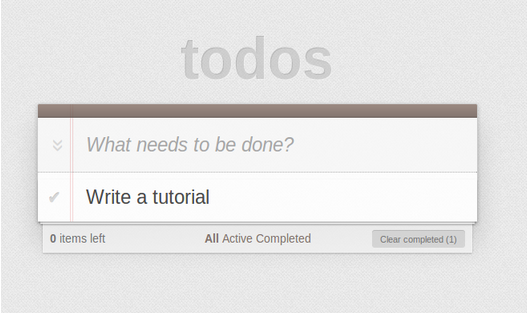 todos
What needs to be done?
Write a tutorial
0 items left All Active Completed Clear completed (1)